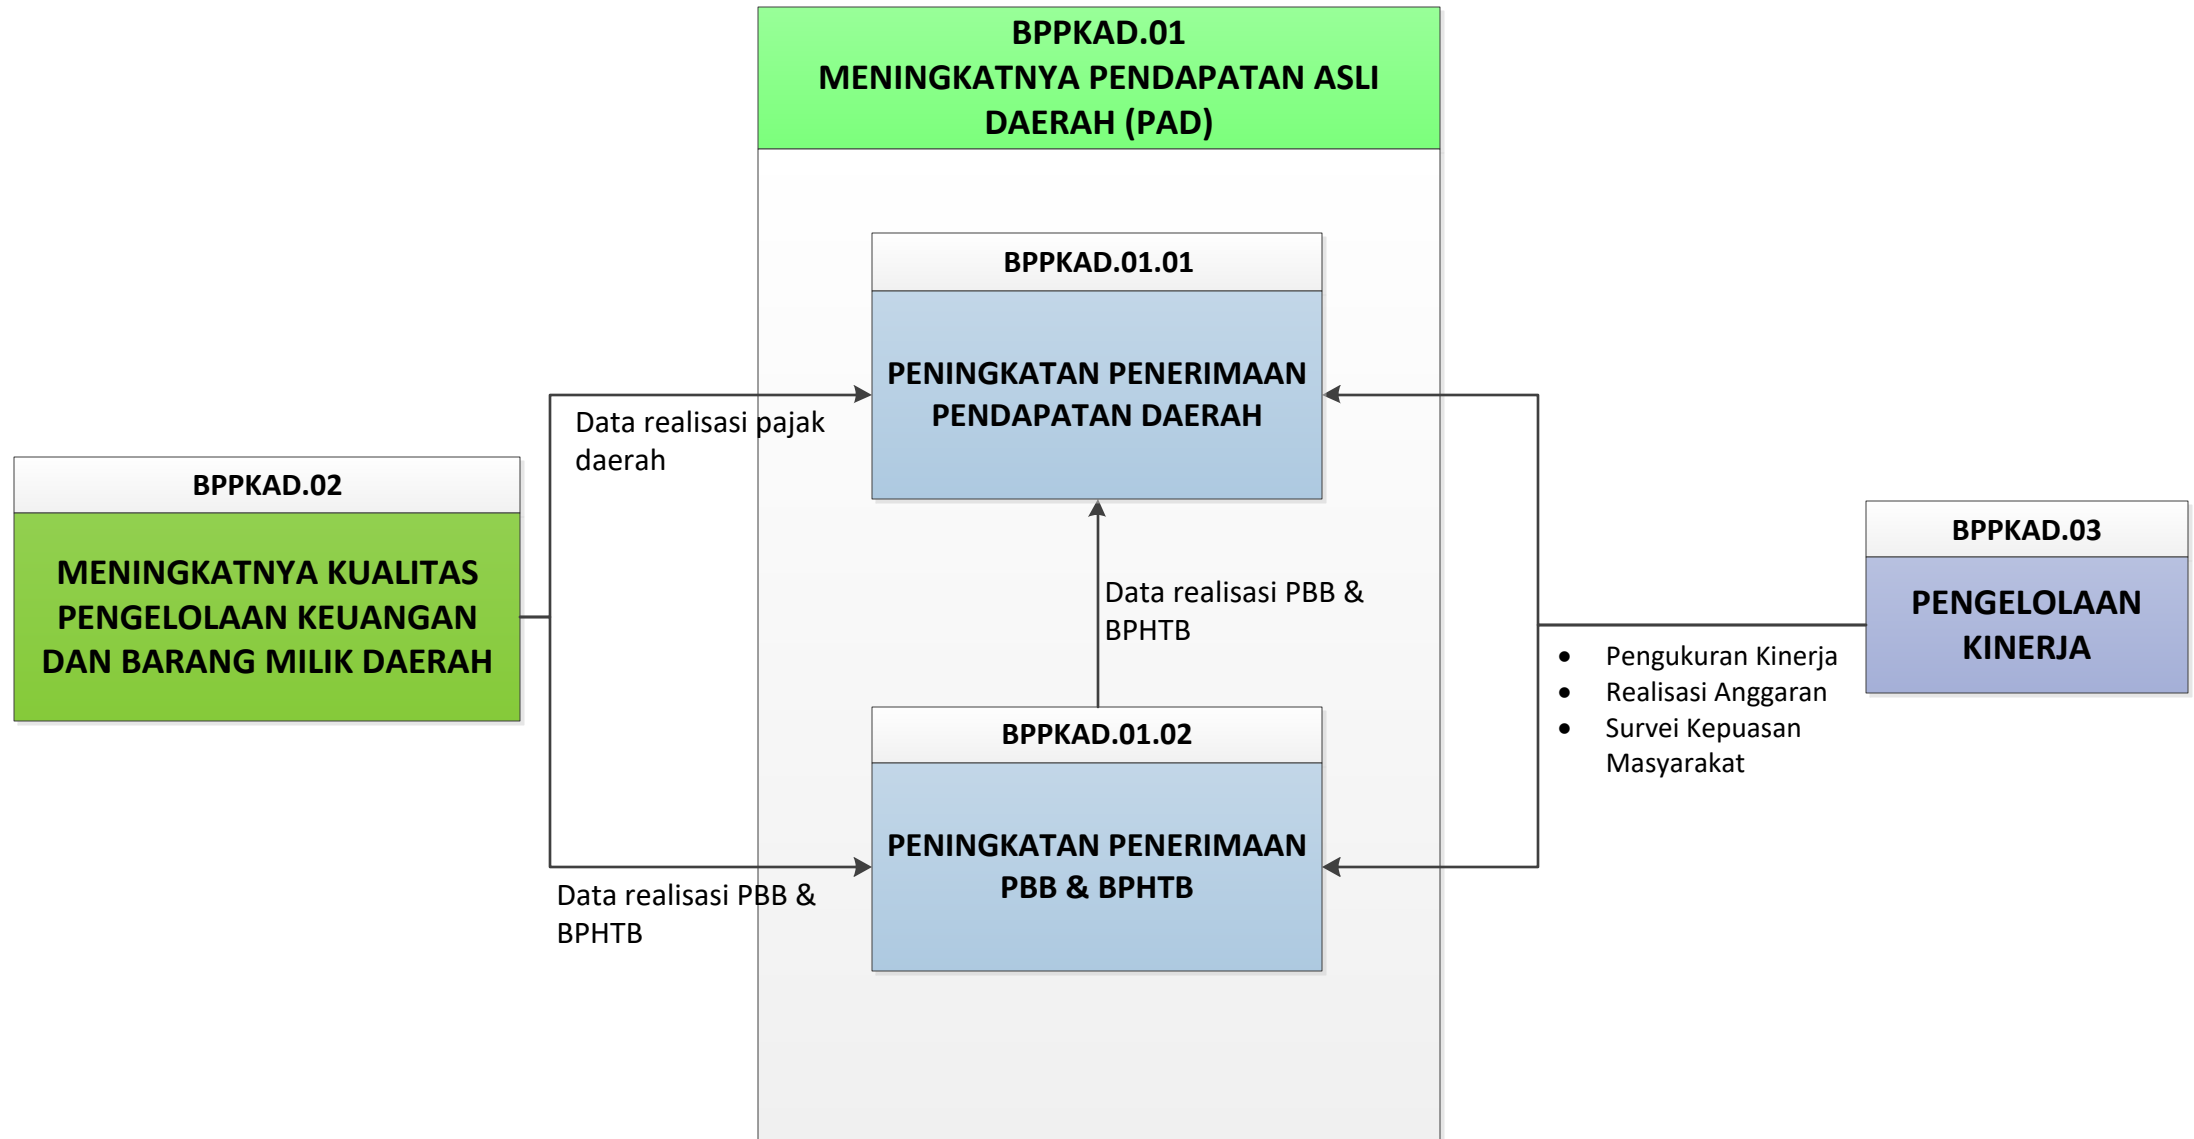 BPPKAD.01
MENINGKATNYA PENDAPATAN ASLI
DAERAH (PAD)
BPPKAD.01.01
PENINGKATAN PENERIMAAN
PENDAPATAN DAERAH
Data realisasi pajak
daerah
BPPKAD.02
MENINGKATNYA KUALITAS
PENGELOLAAN KEUANGAN
DAN BARANG MILIK DAERAH
BPPKAD.03
PENGELOLAAN
KINERJA
Data realisasi PBB &
BPHTB
• Pengukuran Kinerja
• Realisasi Anggaran
• Survei Kepuasan
Masyarakat
BPPKAD.01.02
PENINGKATAN PENERIMAAN
PBB & BPHTB
Data realisasi PBB &
BPHTB